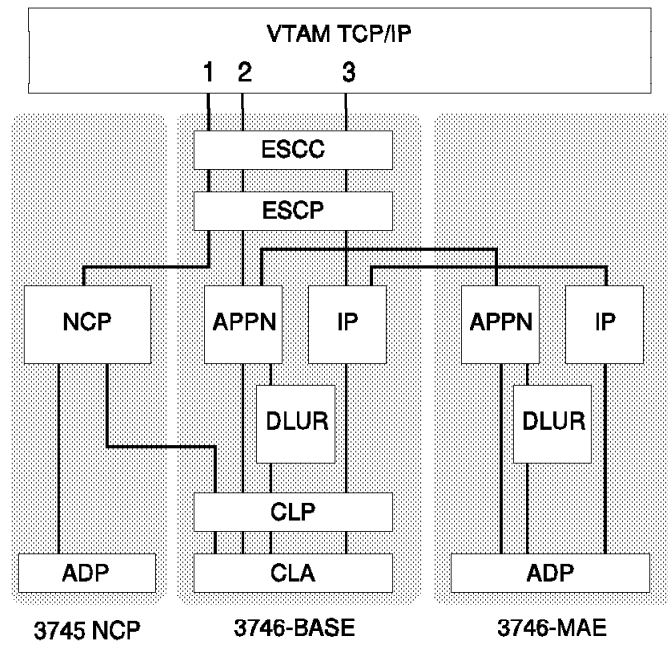 VTAM TCP/IP
1 2 3
ESCC
ESCP
NCP APPN IP APPN IP
DLUR DLUR
CLP
ADP CLA ADP
3745 NCP 3746-BASE 3746-MAE